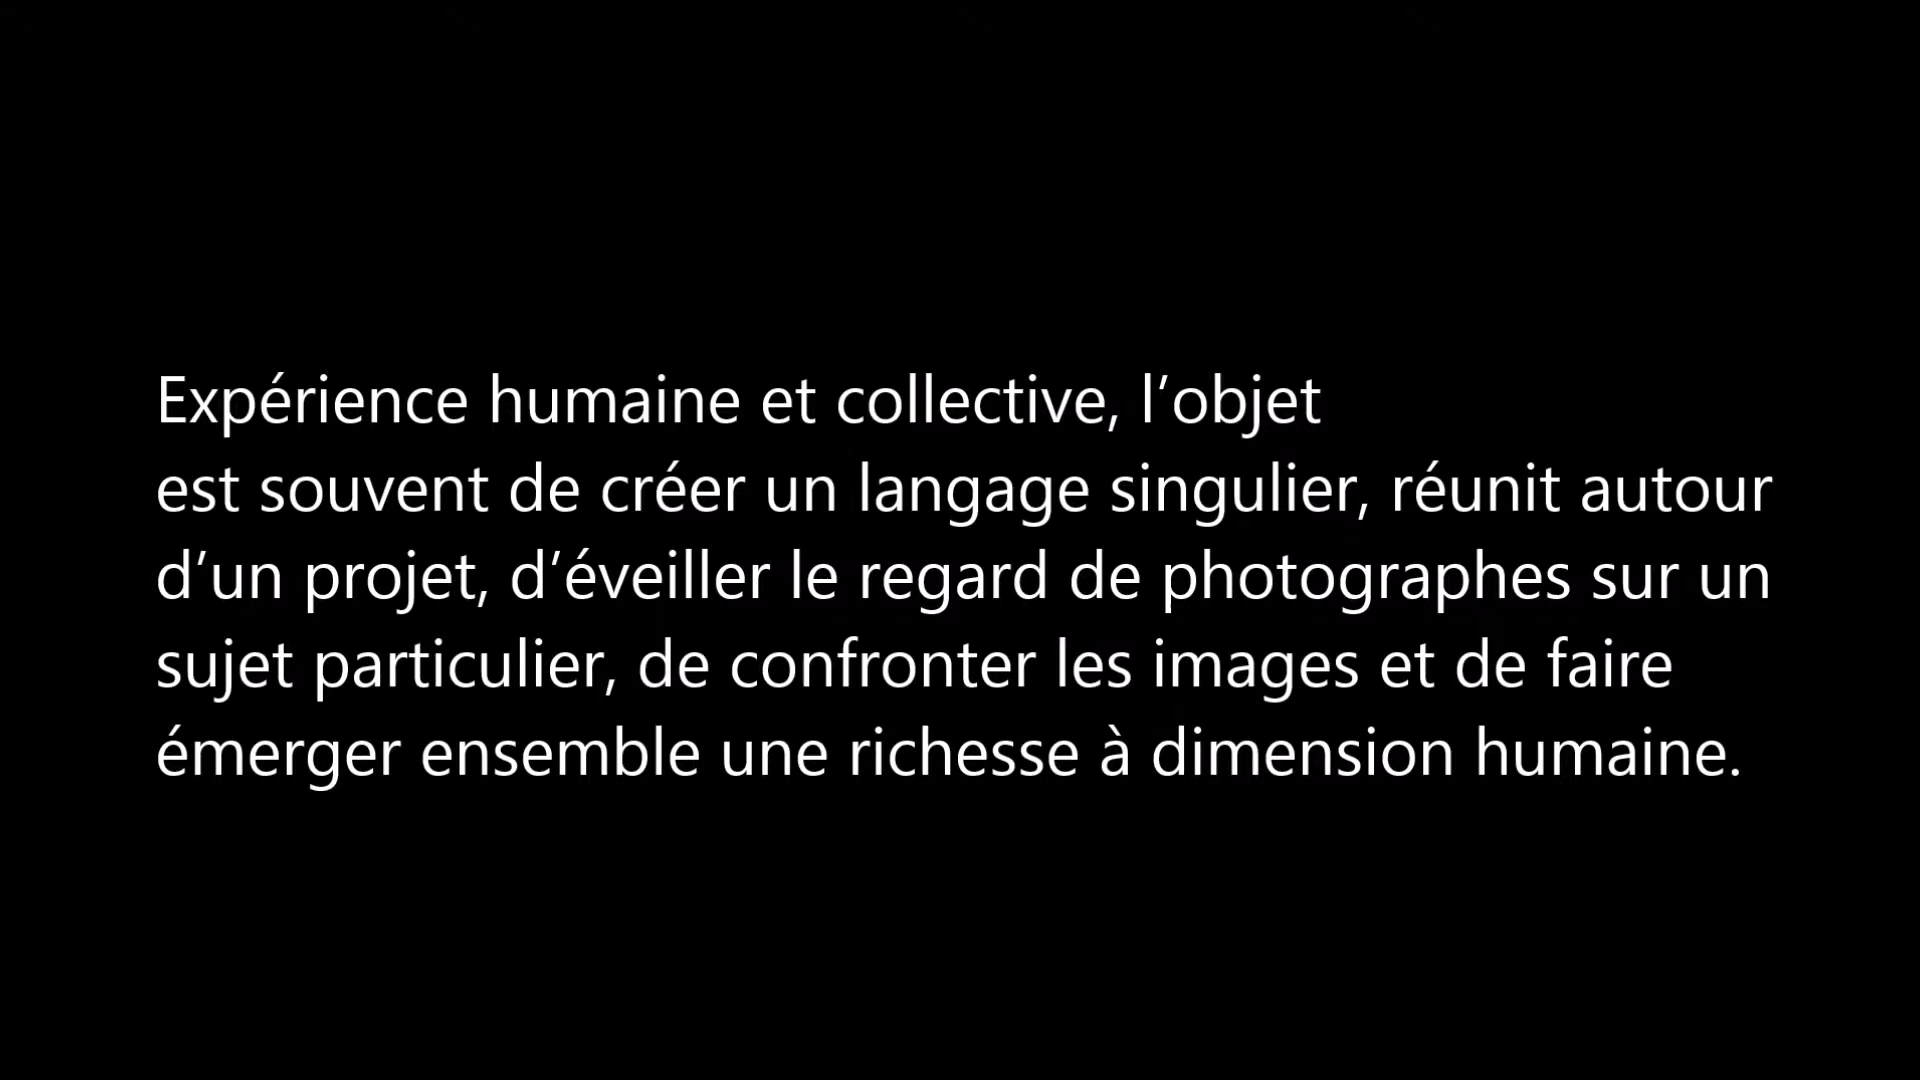 Expérience humaine et collective, l’objet
est souvent de créer un langage singulier, réunit autour
d’un projet, d’éveiller le regard de photographes sur un
sujet particulier, de confronter les images et de faire
émerger ensemble une richesse à dimension humaine.